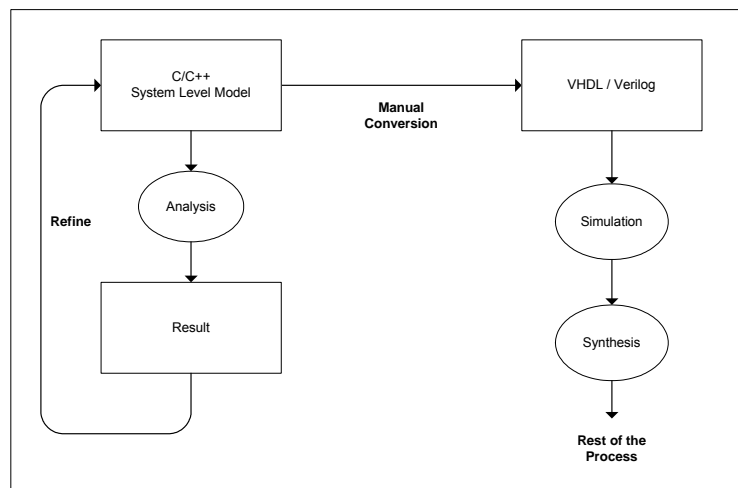 C/C++
System Level Model
Manual
Conversion
VHDL / Verilog
Analysis
Refine
Simulation
Result
Synthesis
Rest of the
Process